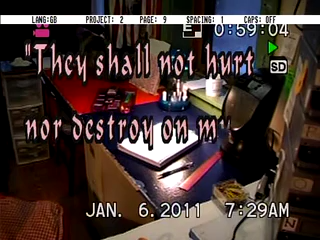 LANG:GB PROJECT: 2 PAGE: 9 SPACING: 1 CAPS: OFF
0:59:04
SD
"They shall not hurt
nor destroy on my
JAN. 6.2011 7:29AM